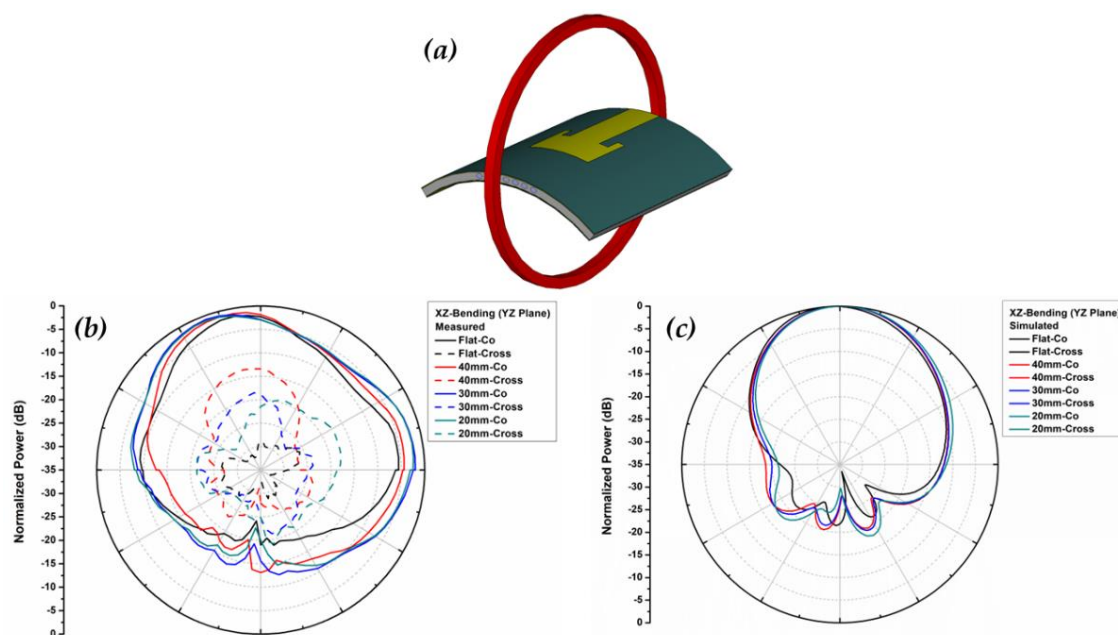 (a)
(b)
Normalized Power (dB)
0
-5
-10
-15
-20
-25
-30
-35
-30
-25
-20
-15
-10
-5
0
XZ-Bending (YZ Plane)
Measured
Flat-Co
Flat-Cross
40mm-Co
40mm-Cross
30mm-Co
30mm-Cross
20mm-Co
20mm-Cross
(c)
Normalized Power (dB)
0
-5
-10
-15
-20
-25
-30
-35
-30
-25
-20
-15
-10
-5
0
XZ-Bending (YZ Plane)
Simulated
Flat-Co
Flat-Cross
40mm-Co
40mm-Cross
30mm-Co
30mm-Cross
20mm-Co
20mm-Cross